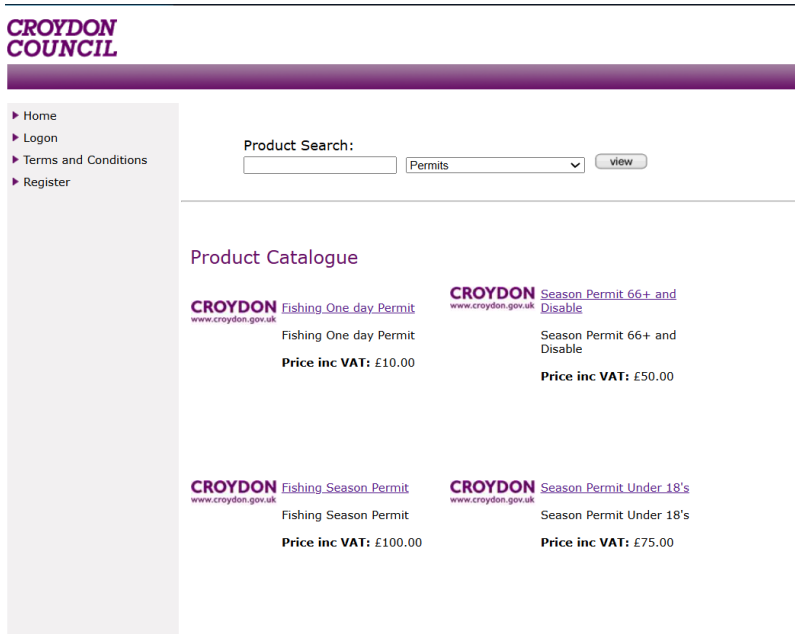 CROYDON
COUNCIL
Home
Logon
Terms and Conditions
Register
Product Search:
Permits
view
Product Catalogue
CROYDON
www.croydon.gov.uk
Fishing One day Permit
Fishing One day Permit
Price inc VAT: £10.00
CROYDON
www.croydon.gov.uk
Season Permit 66+ and
Disable
Season Permit 66+ and
Disable
Price inc VAT: £50.00
CROYDON
www.croydon.gov.uk
Fishing Season Permit
Fishing Season Permit
Price inc VAT: £100.00
CROYDON
www.croydon.gov.uk
Season Permit Under 18's
Season Permit Under 18's
Price inc VAT: £75.00